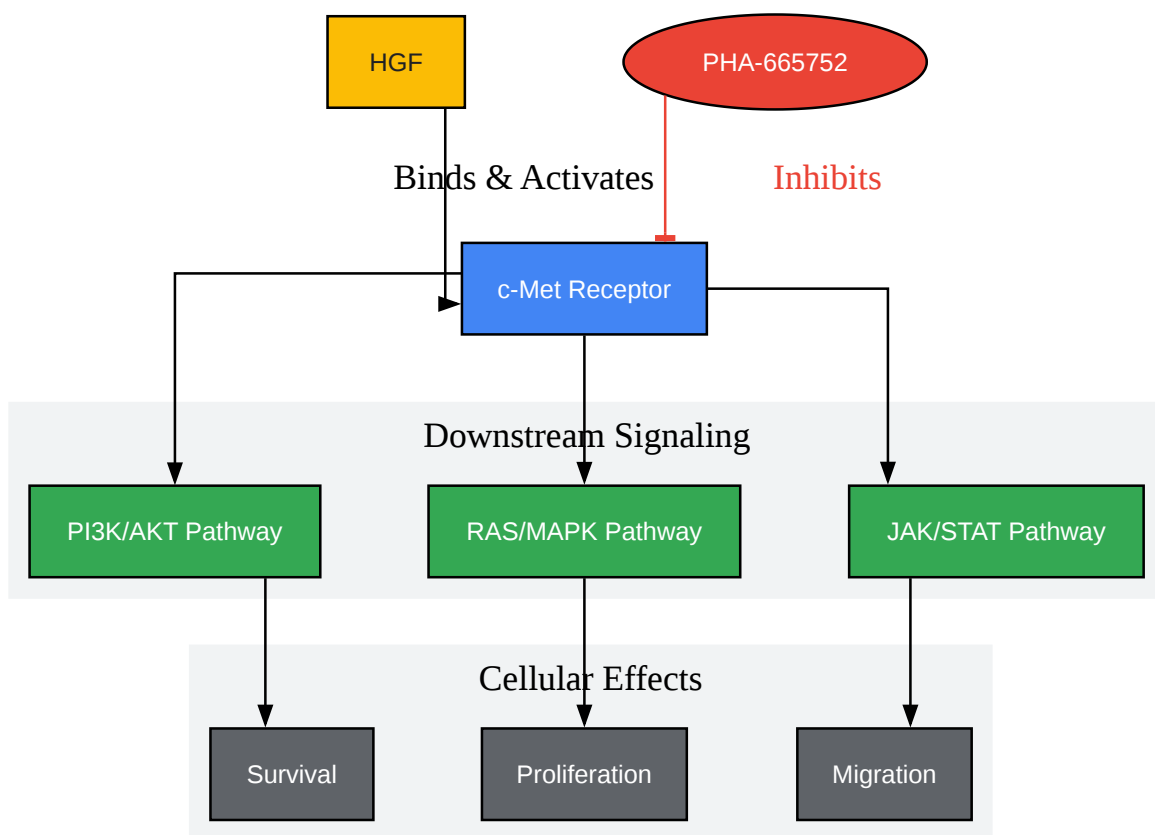 HGF
PHA-665752
Binds & Activates
Inhibits
c-Met Receptor
Downstream Signaling
PI3K/AKT Pathway
RAS/MAPK Pathway
JAK/STAT Pathway
Cellular Effects
Survival
Proliferation
Migration